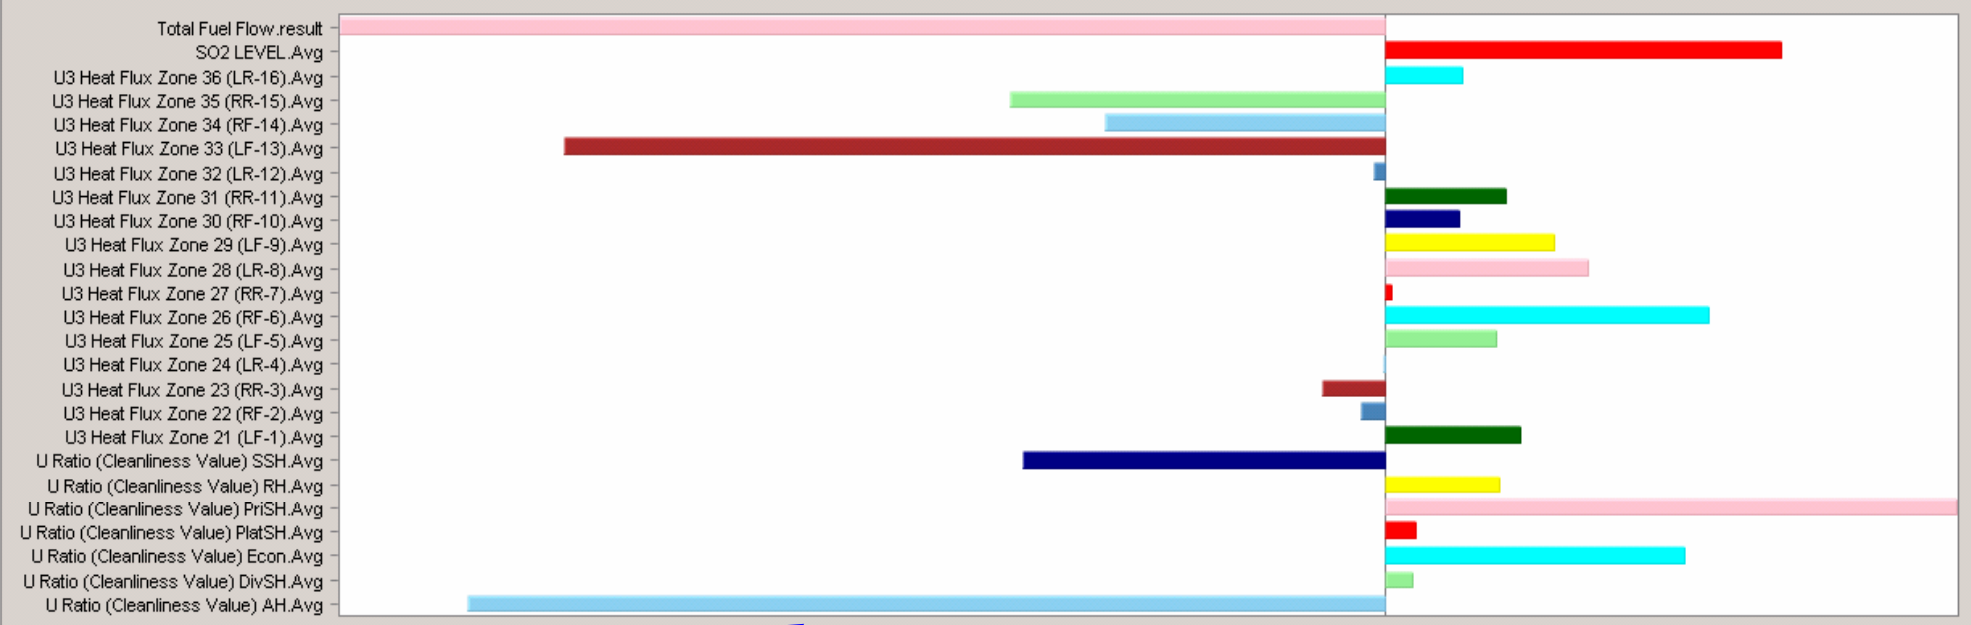 Total Fuel Flow.result
SO2 LEVEL.Avg
U3 Heat Flux Zone 36 (LR-16).Avg
U3 Heat Flux Zone 35 (RR-15).Avg
U3 Heat Flux Zone 34 (RF-14).Avg
U3 Heat Flux Zone 33 (LF-13).Avg
U3 Heat Flux Zone 32 (LR-12).Avg
U3 Heat Flux Zone 31 (RR-11).Avg
U3 Heat Flux Zone 30 (RF-10).Avg
U3 Heat Flux Zone 29 (LF-9).Avg
U3 Heat Flux Zone 28 (LR-8).Avg
U3 Heat Flux Zone 27 (RR-7).Avg
U3 Heat Flux Zone 26 (RF-6).Avg
U3 Heat Flux Zone 25 (LF-5).Avg
U3 Heat Flux Zone 24 (LR-4).Avg
U3 Heat Flux Zone 23 (RR-3).Avg
U3 Heat Flux Zone 22 (RF-2).Avg
U3 Heat Flux Zone 21 (LF-1).Avg
U Ratio (Cleanliness Value) SSH.Avg
U Ratio (Cleanliness Value) RH.Avg
U Ratio (Cleanliness Value) PriSH.Avg
U Ratio (Cleanliness Value) PlatSH.Avg
U Ratio (Cleanliness Value) Econ.Avg
U Ratio (Cleanliness Value) DivSH.Avg
U Ratio (Cleanliness Value) AH.Avg